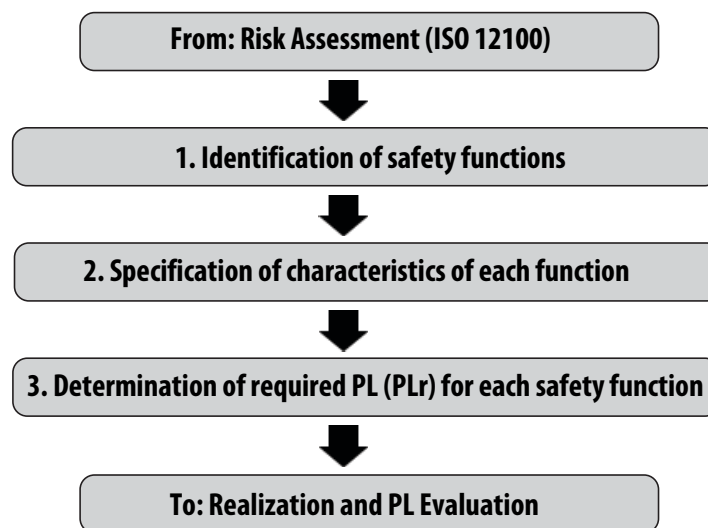 From: Risk Assessment (ISO 12100)
1. Identification of safety functions
2. Specification of characteristics of each function
3. Determination of required PL (PLr) for each safety function
To: Realization and PL Evaluation